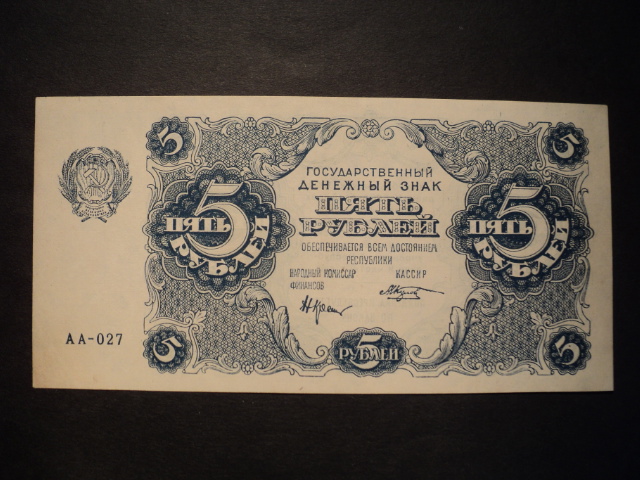 5
5
ГОСУДАРСТВЕННЫЙ
ДЕНЕЖНЫЙ ЗНАК
ПЯТЬ
РУБЛЕЙ
5
ПЯТЬ
РУБЛЕЙ
5
ПЯТЬ
РУБЛЕЙ
ОБЕСПЕЧИВАЕТСЯ ВСЕМ ДОСТОЯНИЕМ
РЕСПУБЛИКИ
НАРОДНЫЙ КОМИССАР
ФИНАНСОВ
КАССИР
АА-027
5
5
РУБЛЕЙ
5